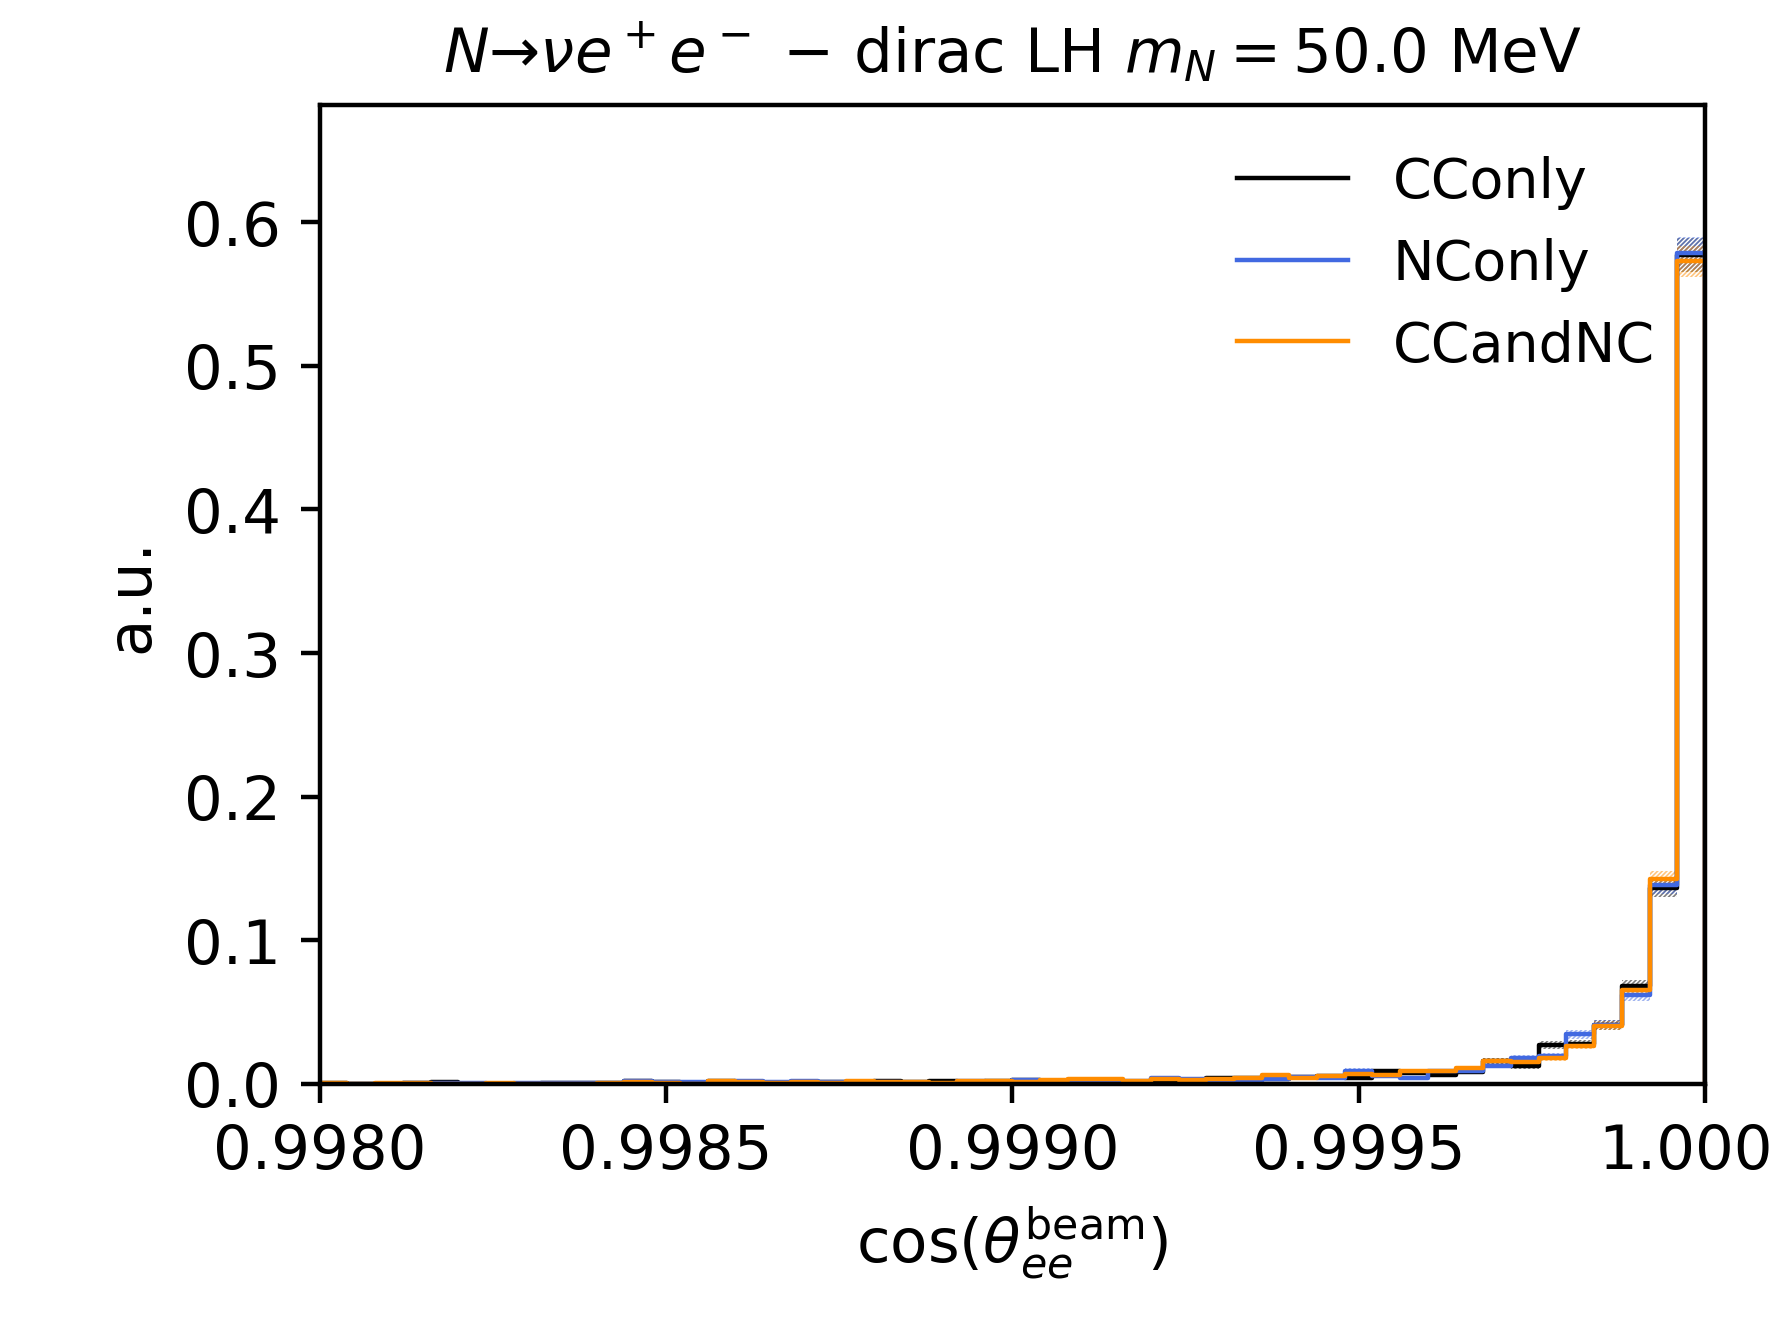 N→νe⁺e⁻ − dirac LH m_N = 50.0 MeV
CConly
NConly
CCandNC
a.u.
0.6
0.5
0.4
0.3
0.2
0.1
0.0
0.9980 0.9985 0.9990 0.9995 1.000
cos(θ_ee^beam)